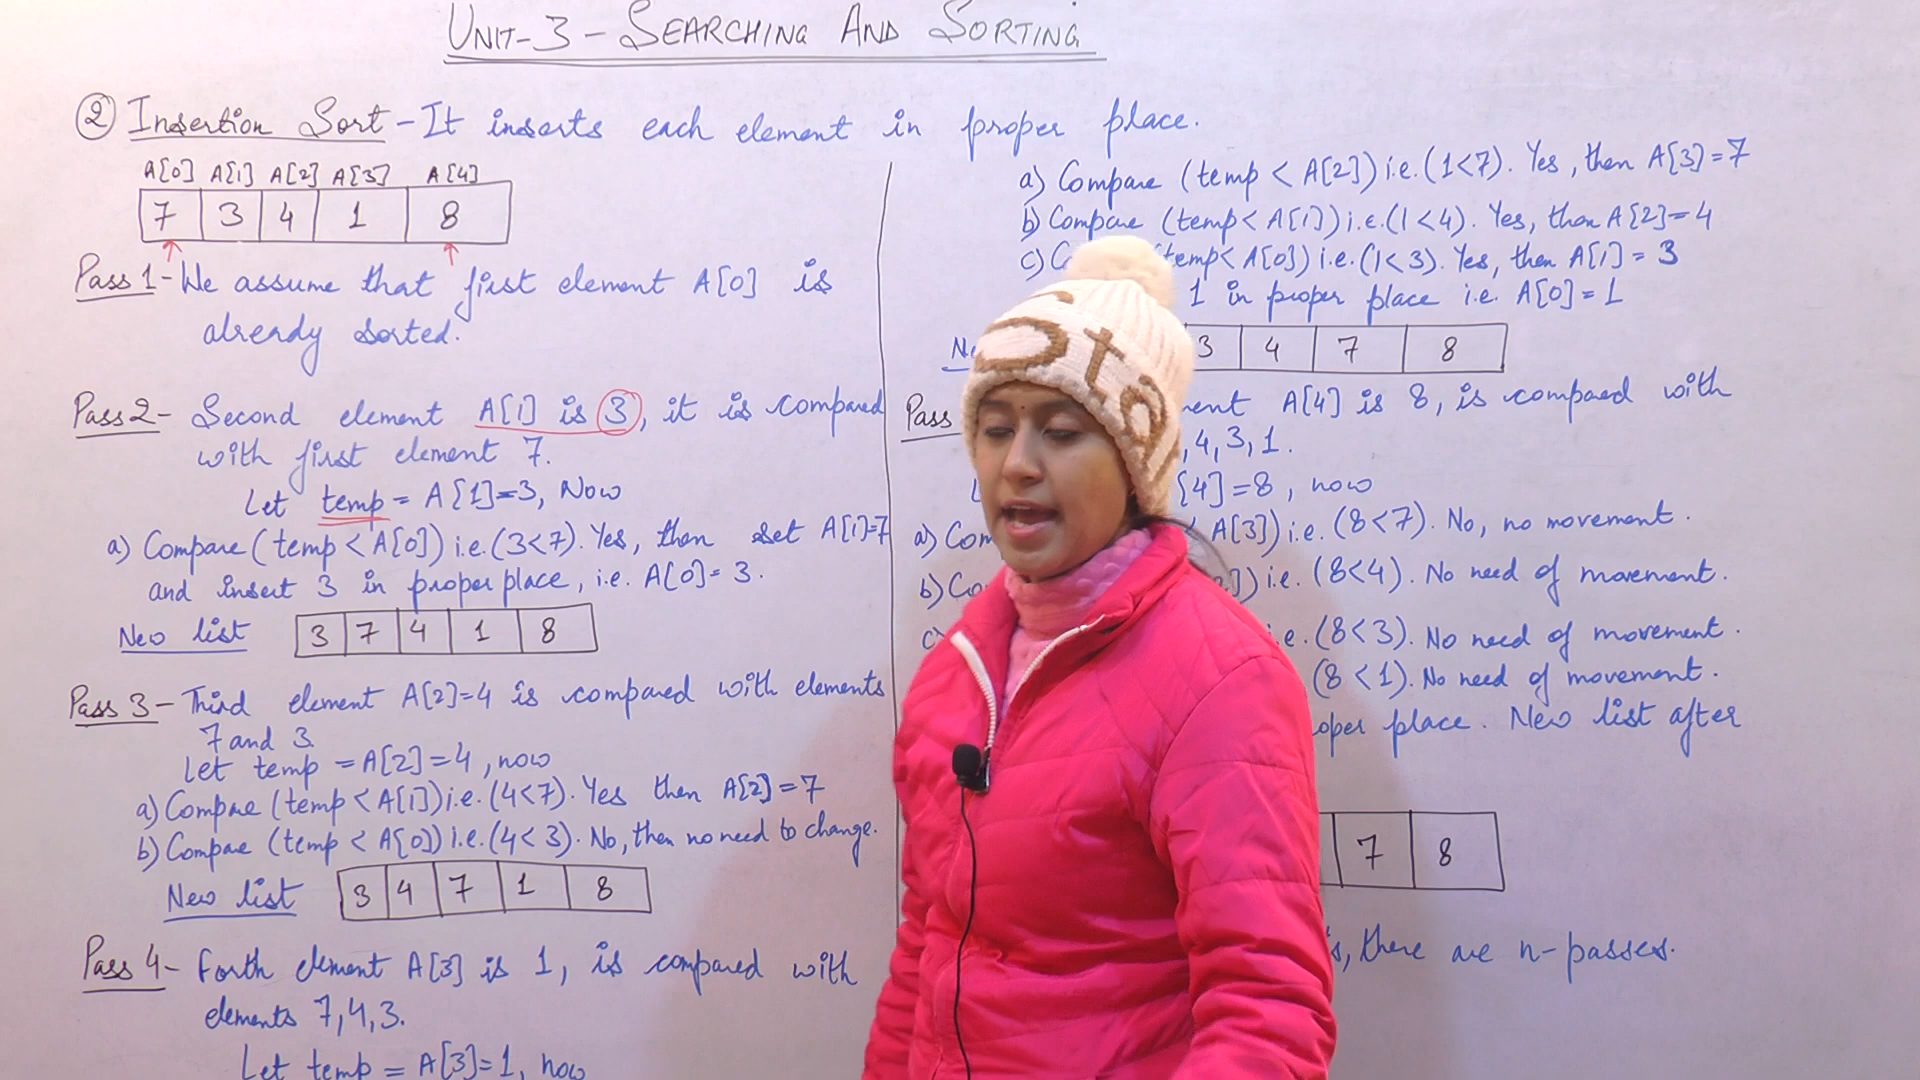 UNIT-3 - SEARCHING AND SORTING
② Insertion Sort - It inserts each element in proper place.
A[0] A[1] A[2] A[3] A[4]
7 3 4 1 8
Pass 1 - We assume that first element A[0] is
already sorted.
Pass 2 - Second element A[1] is 3, it is compared
with first element 7.
Let temp = A[1]=3, Now
a) Compare (temp < A[0]) i.e. (3<7). Yes, then set A[1]=7
and insert 3 in proper place, i.e. A[0]= 3.
New list 3 7 4 1 8
Pass 3 - Third element A[2]=4 is compared with elements
7 and 3.
Let temp = A[2]=4, now
a) Compare (temp < A[1]) i.e. (4<7). Yes then A[2]=7
b) Compare (temp < A[0]) i.e. (4<3). No, then no need to change.
New list 3 4 7 1 8
Pass 4 - Forth element A[3] is 1, is compared with
elements 7,4,3.
Let temp = A[3]=1, now
a) Compare (temp < A[2]) i.e. (1<7). Yes, then A[3]=7
b) Compare (temp < A[1]) i.e. (1<4). Yes, then A[2]=4
c) temp< A[0]) i.e. (1<3). Yes, then A[1]= 3
1 in proper place i.e. A[0]=1
3 4 7 8
Pass A[4] is 8, is compared with
,4,3,1.
[4]=8, now
a) A[3]) i.e. (8<7). No, no movement.
b) i.e. (8<4). No need of movement.
c) (8<3). No need of movement.
(8<1). No need of movement.
place. New list after
7 8
, there are n-passes.
sta